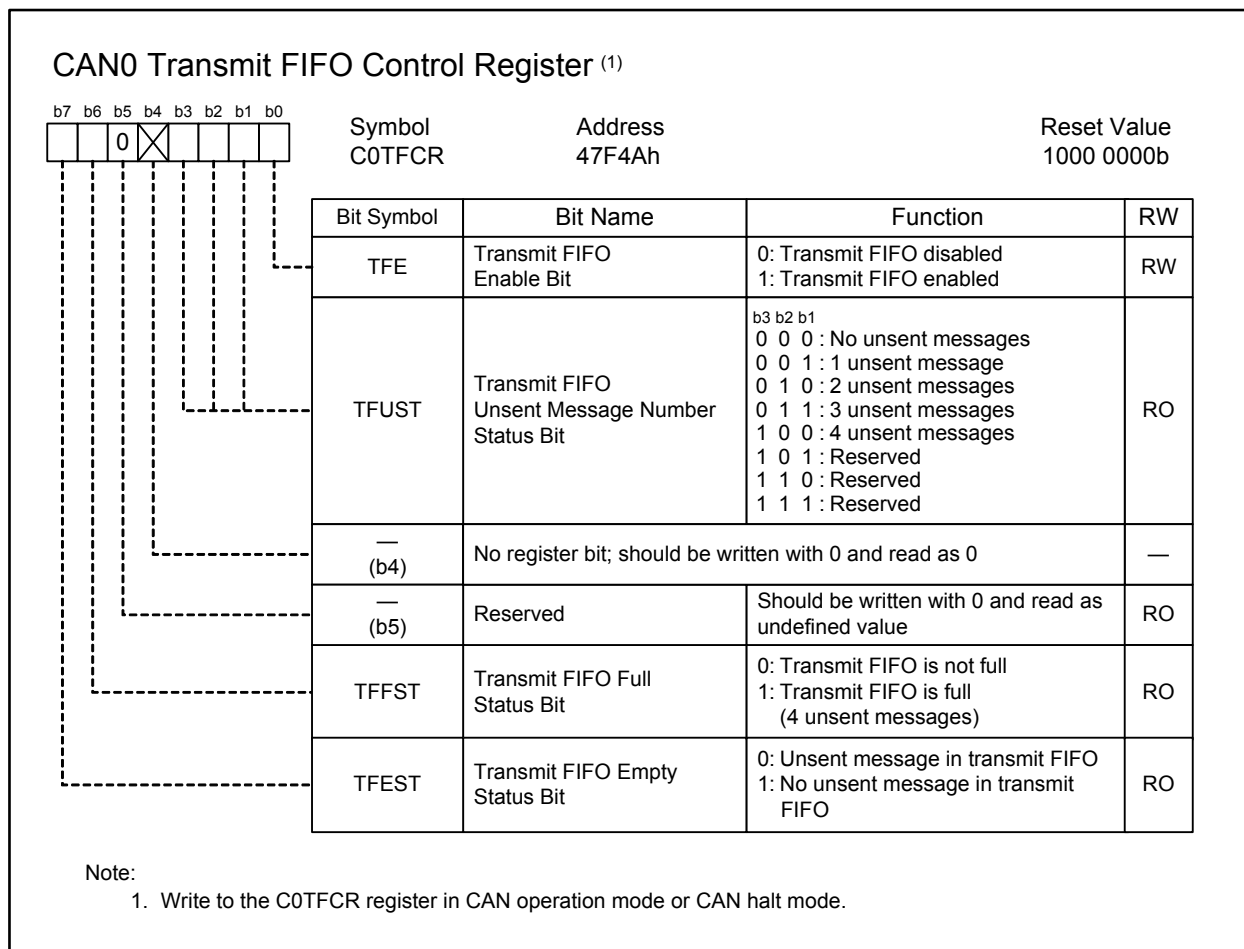 CAN0 Transmit FIFO Control Register (1)
b7 b6 b5 b4 b3 b2 b1 b0
0
Symbol Address Reset Value
C0TFCR 47F4Ah 1000 0000b
Bit Symbol Bit Name Function RW
TFE
Transmit FIFO
Enable Bit
0: Transmit FIFO disabled
1: Transmit FIFO enabled
RW
TFUST
Transmit FIFO
Unsent Message Number
Status Bit
b3 b2 b1
0 0 0 : No unsent messages
0 0 1 : 1 unsent message
0 1 0 : 2 unsent messages
0 1 1 : 3 unsent messages
1 0 0 : 4 unsent messages
1 0 1 : Reserved
1 1 0 : Reserved
1 1 1 : Reserved
RO
—
(b4)
No register bit; should be written with 0 and read as 0
—
—
(b5)
Reserved
Should be written with 0 and read as
undefined value
RO
TFFST
Transmit FIFO Full
Status Bit
0: Transmit FIFO is not full
1: Transmit FIFO is full
(4 unsent messages)
RO
TFEST
Transmit FIFO Empty
Status Bit
0: Unsent message in transmit FIFO
1: No unsent message in transmit
FIFO
RO
Note:
1. Write to the C0TFCR register in CAN operation mode or CAN halt mode.